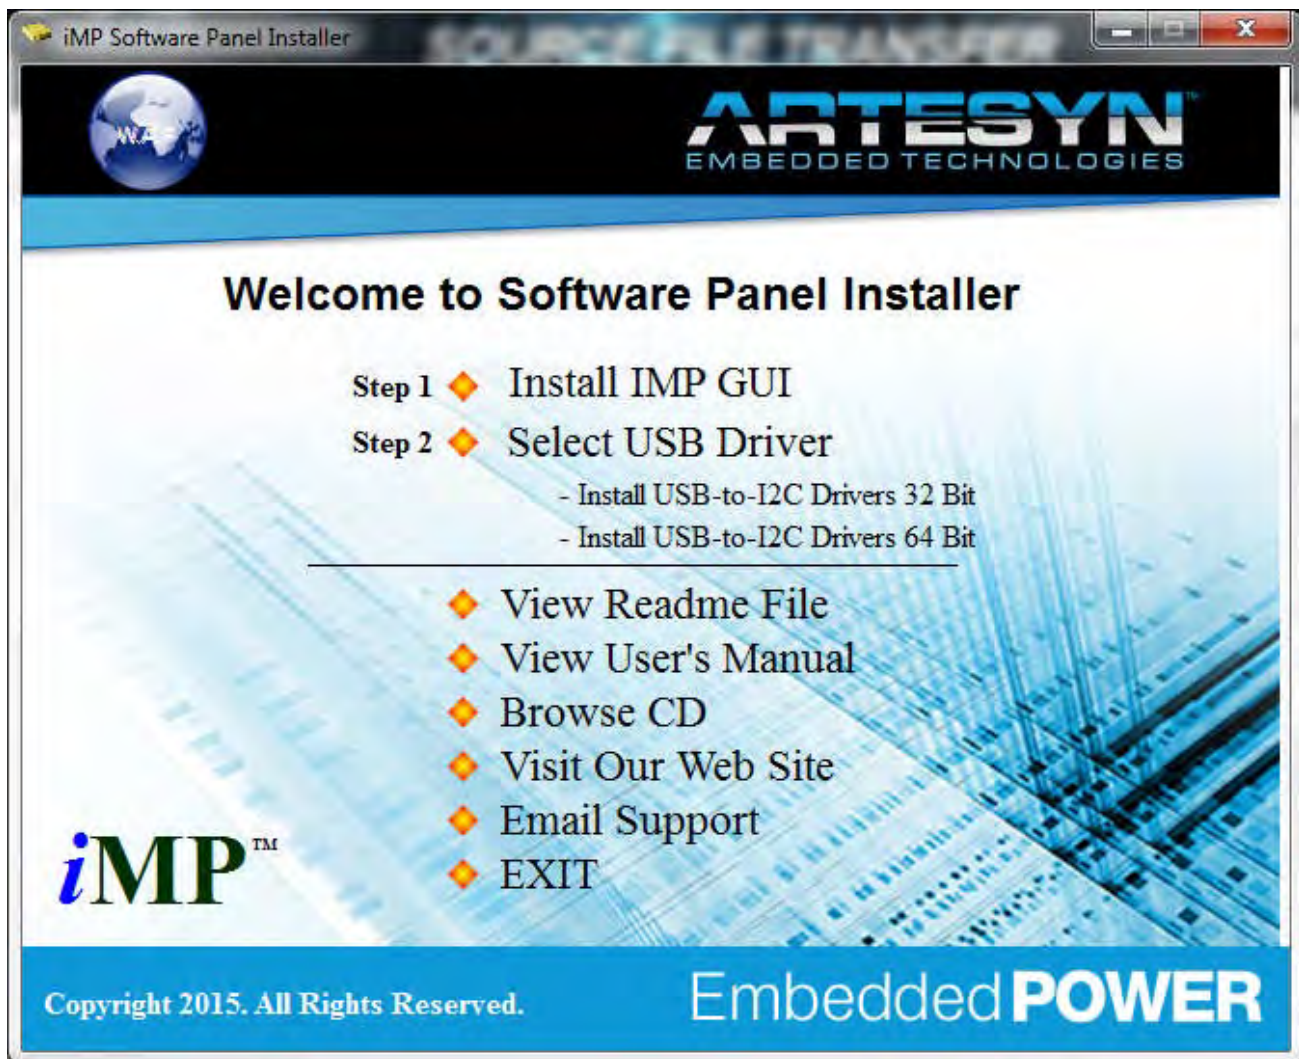 iMP Software Panel Installer
SOURCE FILE TRANSFER
ARTESYN™
EMBEDDED TECHNOLOGIES
Welcome to Software Panel Installer
Step 1 Install IMP GUI
Step 2 Select USB Driver
- Install USB-to-I2C Drivers 32 Bit
- Install USB-to-I2C Drivers 64 Bit
View Readme File
View User's Manual
Browse CD
Visit Our Web Site
Email Support
EXIT
iMP™
Copyright 2015. All Rights Reserved.
Embedded POWER